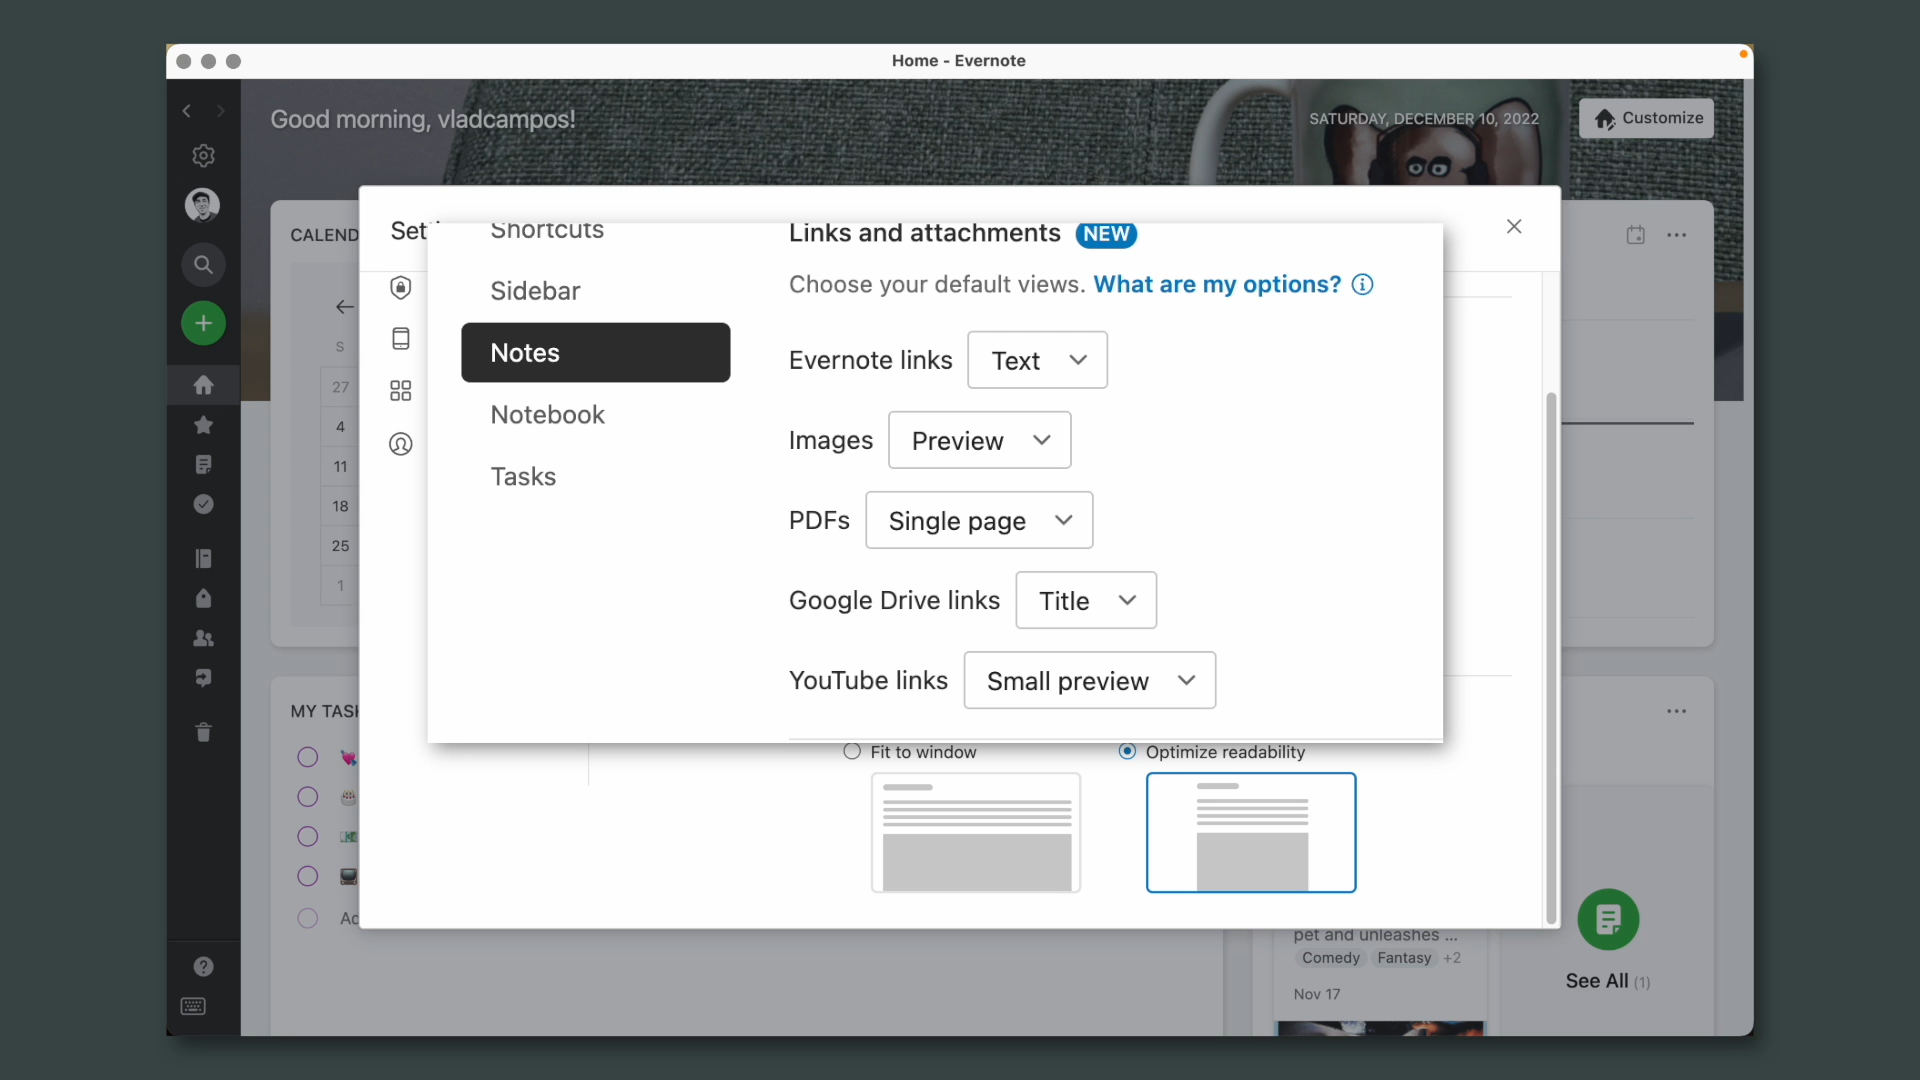 Home - Evernote
Good morning, vladcampos!
SATURDAY, DECEMBER 10, 2022
Customize
CALEND
S
27
4
11
18
25
1
Shortcuts
Sidebar
Notes
Notebook
Tasks
Links and attachments NEW
Choose your default views. What are my options?
Evernote links Text
Images Preview
PDFs Single page
Google Drive links Title
YouTube links Small preview
Fit to window
Optimize readability
MY TASK
pet and unleashes ...
Comedy Fantasy +2
Nov 17
See All (1)